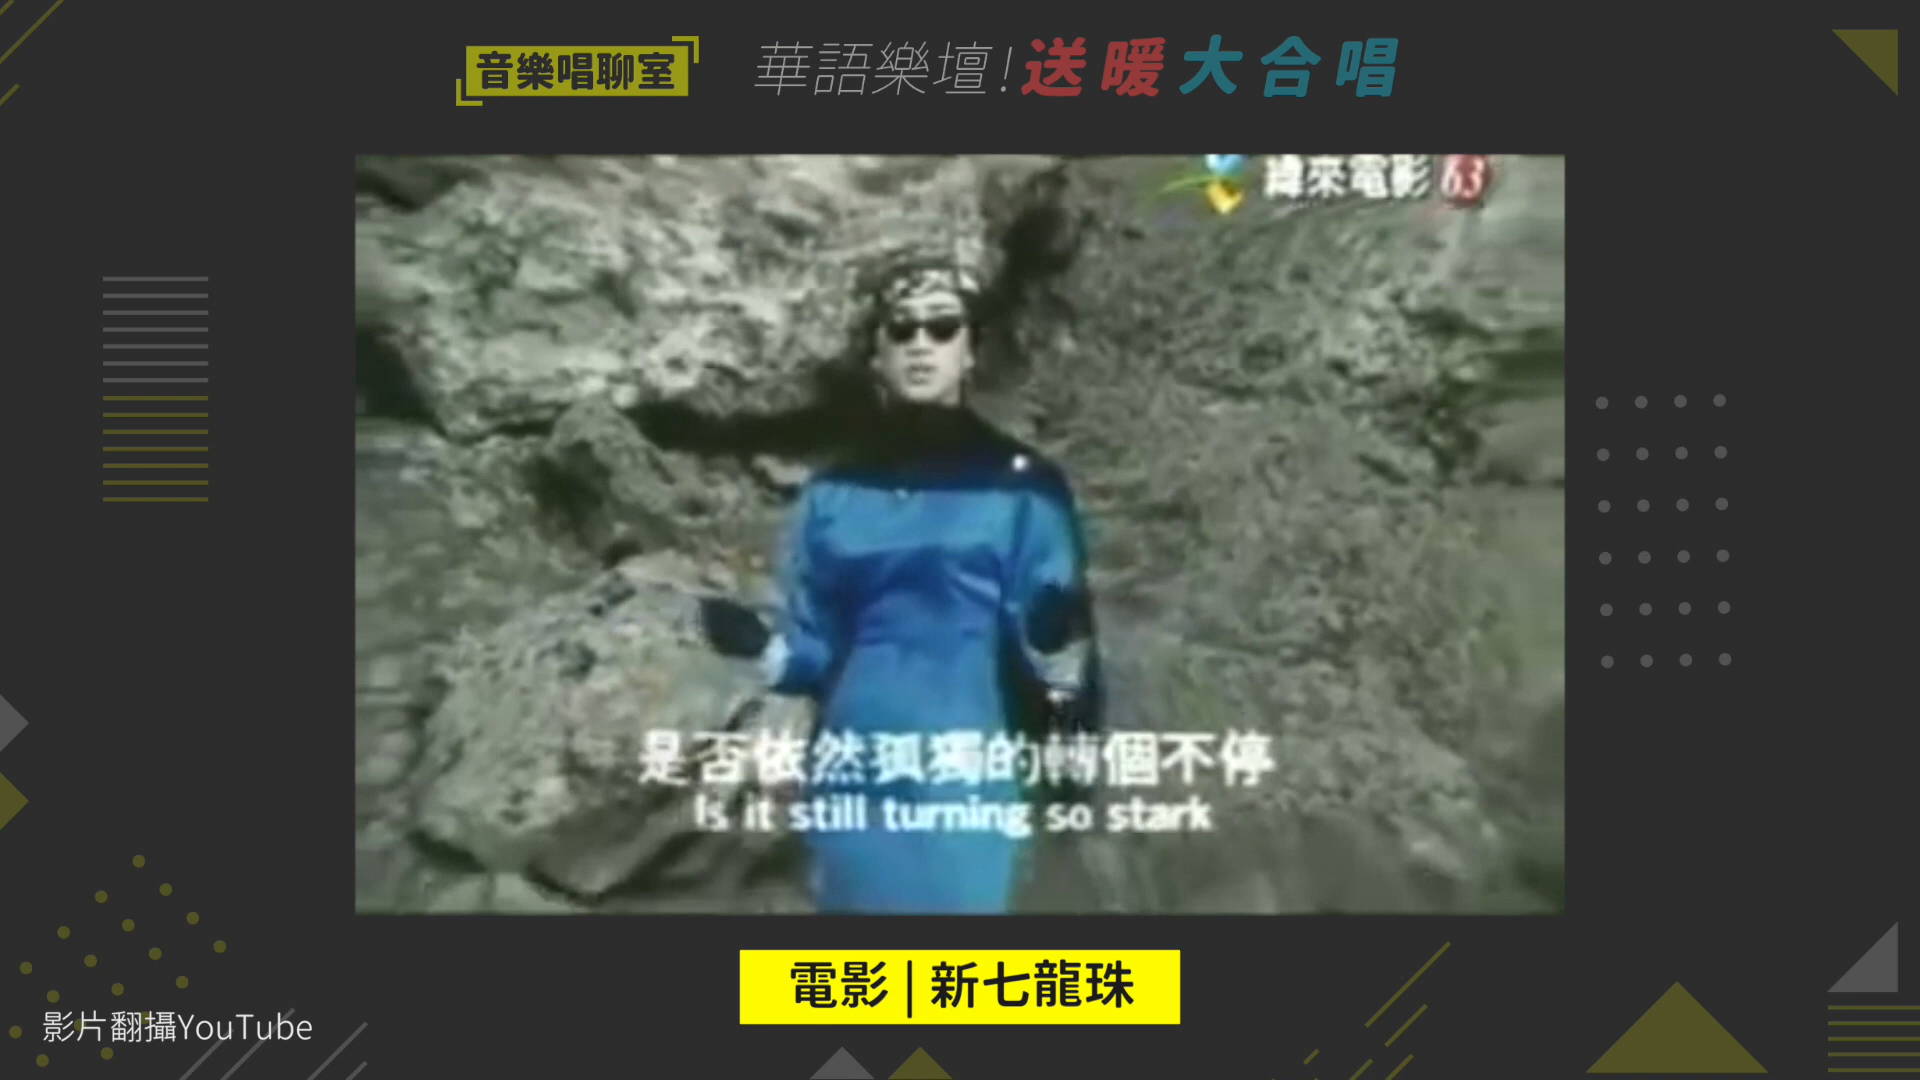 音樂唱聊室
華語樂壇!送暖大合唱
緯來電影 63
是否依然孤獨的轉個不停
Is it still turning so stark
電影|新七龍珠
影片翻攝YouTube